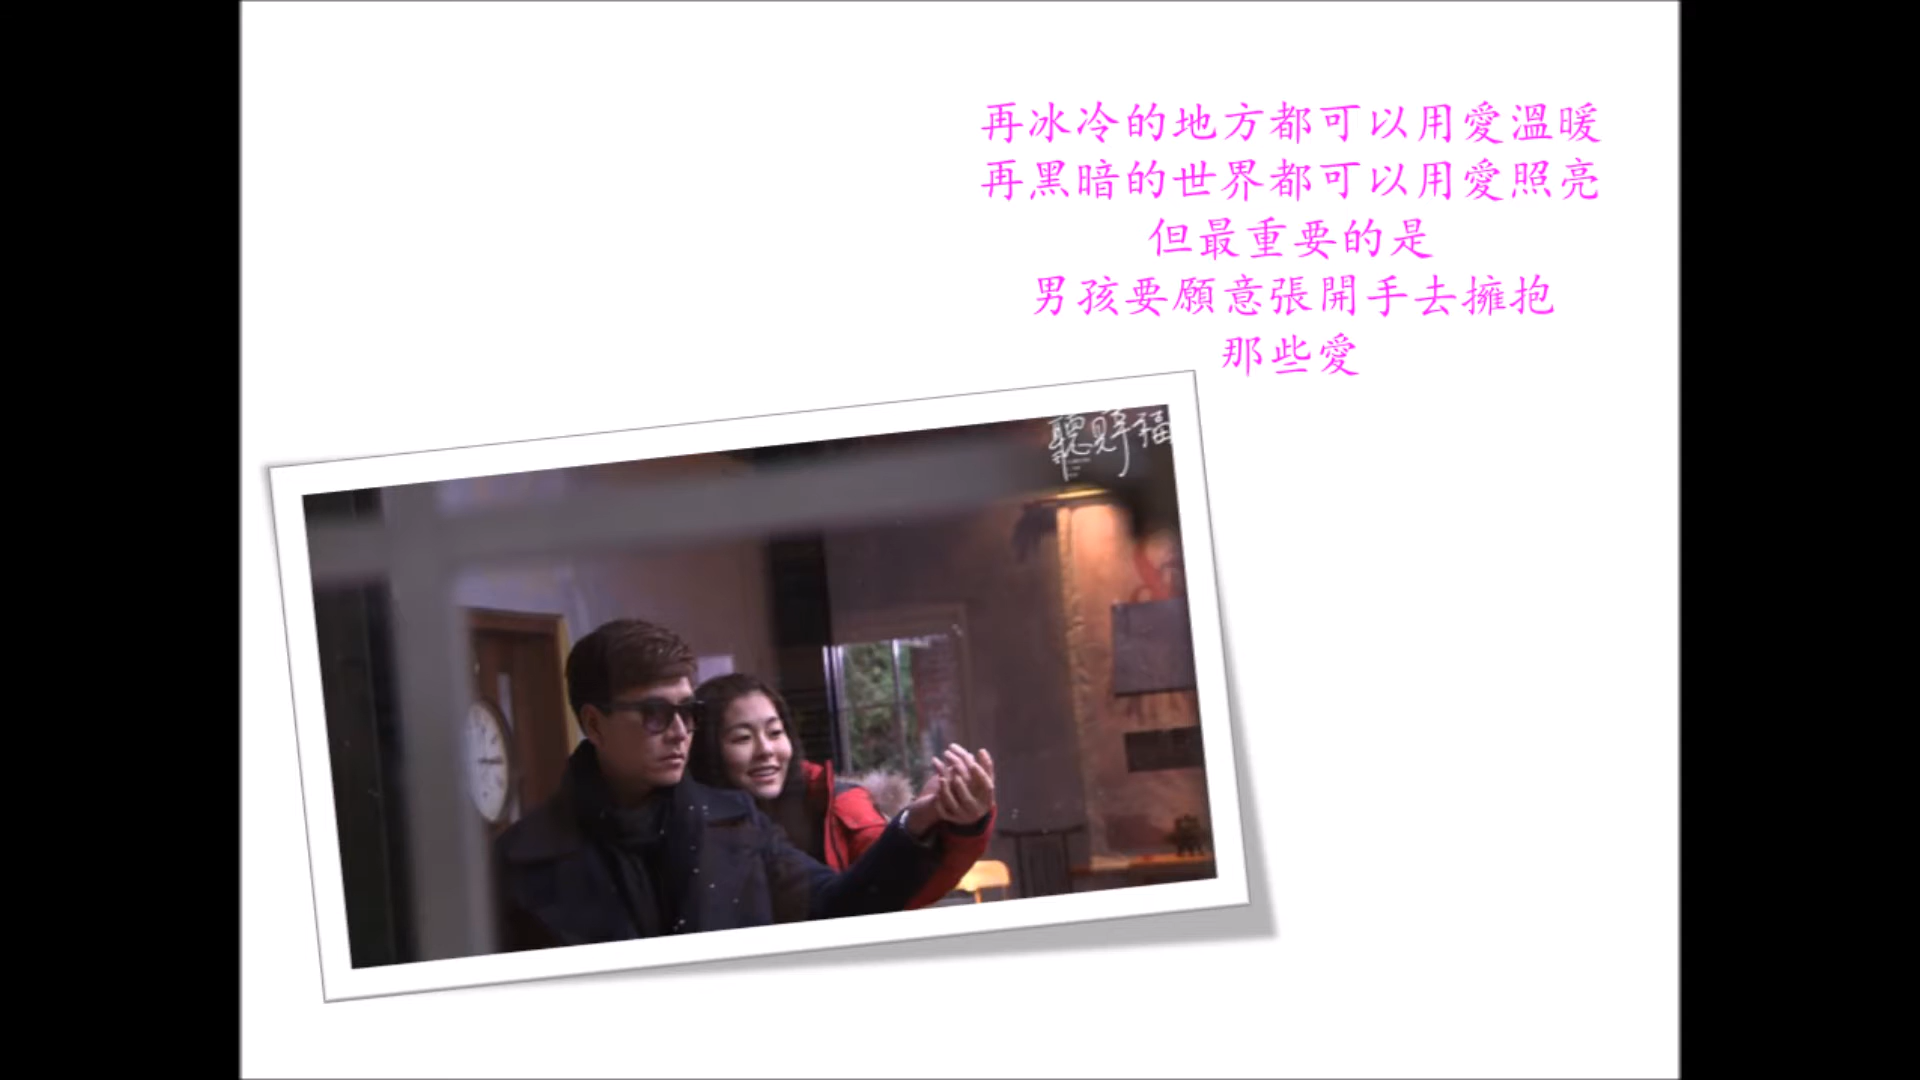 再冰冷的地方都可以用愛溫暖
再黑暗的世界都可以用愛照亮
但最重要的是
男孩要願意張開手去擁抱
那些愛
聽見幸福